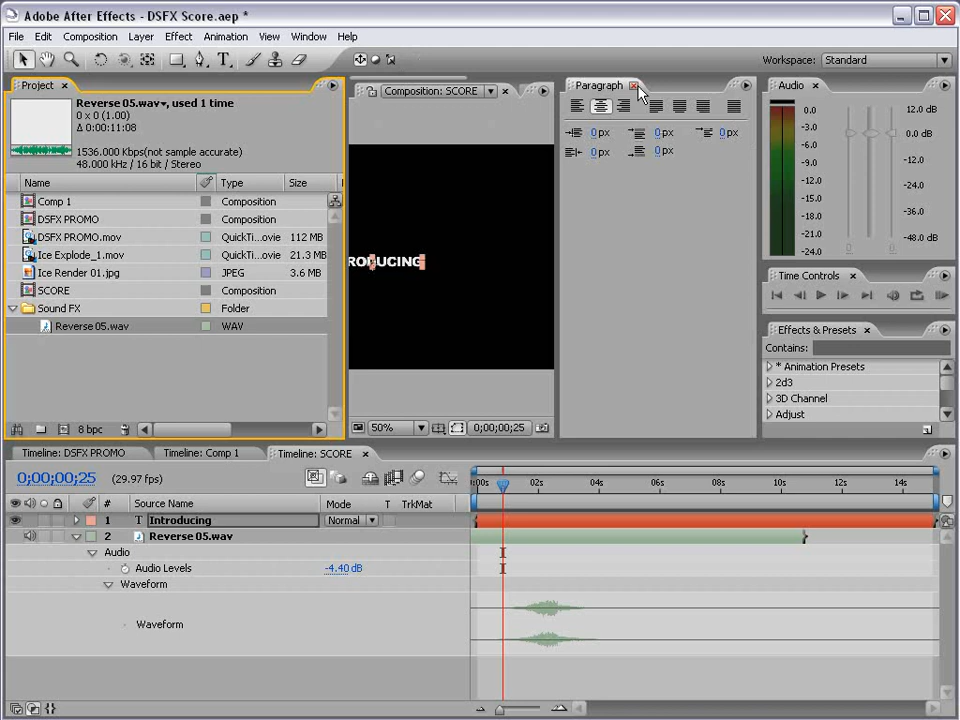 Adobe After Effects - DSFX Score.aep *
File Edit Composition Layer Effect Animation View Window Help
Workspace: Standard
Project
Reverse 05.wav, used 1 time
0 x 0 (1.00)
Δ 0:00:11:08
1536.000 Kbps(not sample accurate)
48.000 kHz / 16 bit / Stereo
Name Type Size
Comp 1 Composition
DSFX PROMO Composition
DSFX PROMO.mov QuickTi...ovie 112 MB
Ice Explode_1.mov QuickTi...ovie 21.3 MB
Ice Render 01.jpg JPEG 3.6 MB
SCORE Composition
Sound FX Folder
Reverse 05.wav WAV
8 bpc
Composition: SCORE
RODUCING
50% 0;00;00;25
Paragraph
0 px 0 px 0 px
0 px 0 px
Audio
0.0 12.0 dB
-3.0 0.0 dB
-6.0
-9.0 -12.0 dB
-12.0
-15.0 -24.0 dB
-18.0 -36.0 dB
-21.0
-24.0 -48.0 dB
0 0
Time Controls
Effects & Presets
Contains:
* Animation Presets
2d3
3D Channel
Adjust
Timeline: DSFX PROMO Timeline: Comp 1 Timeline: SCORE
0;00;00;25 (29.97 fps)
:00s 02s 04s 06s 08s 10s 12s 14s
# Source Name Mode T TrkMat
1 T Introducing Normal
2 Reverse 05.wav
Audio
Audio Levels -4.40 dB
Waveform
Waveform